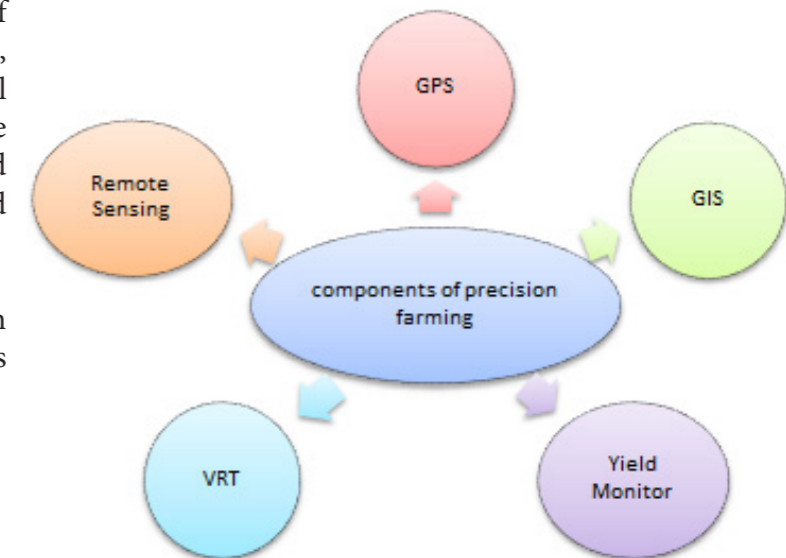 f
,
l
e
d
d
n
s
GPS
Remote
Sensing
GIS
components of precision
farming
VRT
Yield
Monitor